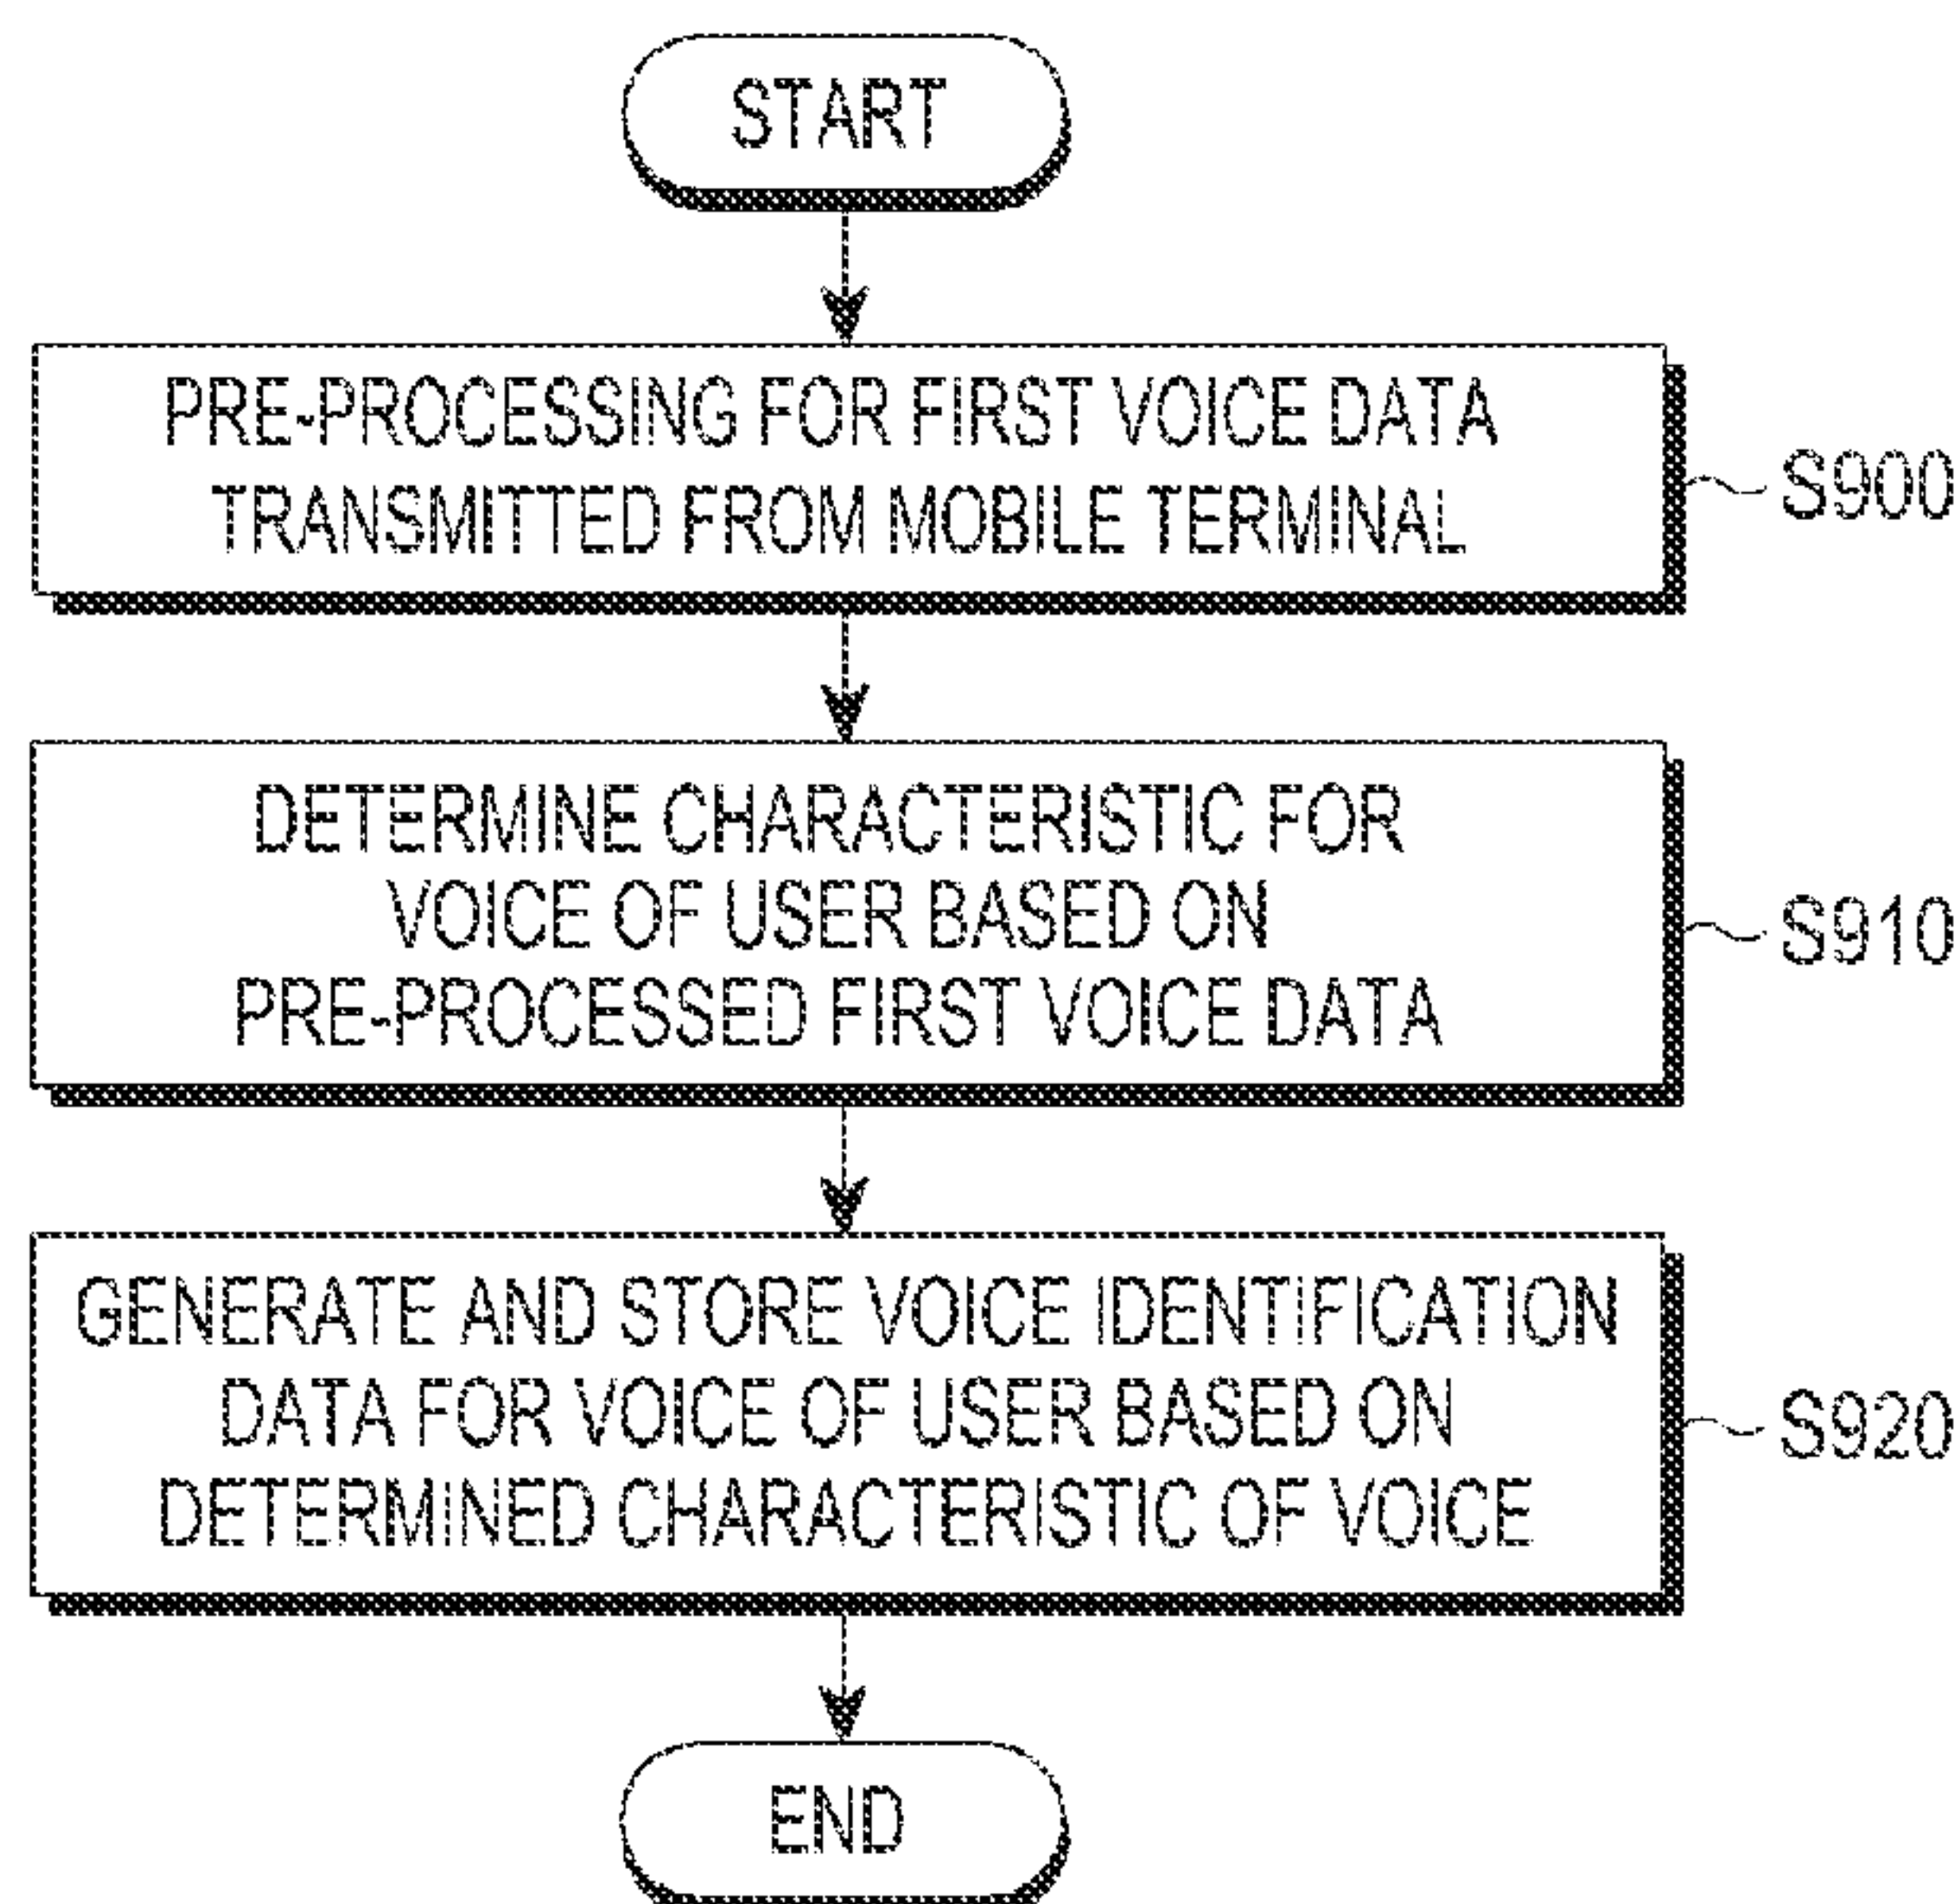 START
PRE-PROCESSING FOR FIRST VOICE DATA
TRANSMITTED FROM MOBILE TERMINAL
S900
DETERMINE CHARACTERISTIC FOR
VOICE OF USER BASED ON
PRE-PROCESSED FIRST VOICE DATA
S910
GENERATE AND STORE VOICE IDENTIFICATION
DATA FOR VOICE OF USER BASED ON
DETERMINED CHARACTERISTIC OF VOICE
S920
END